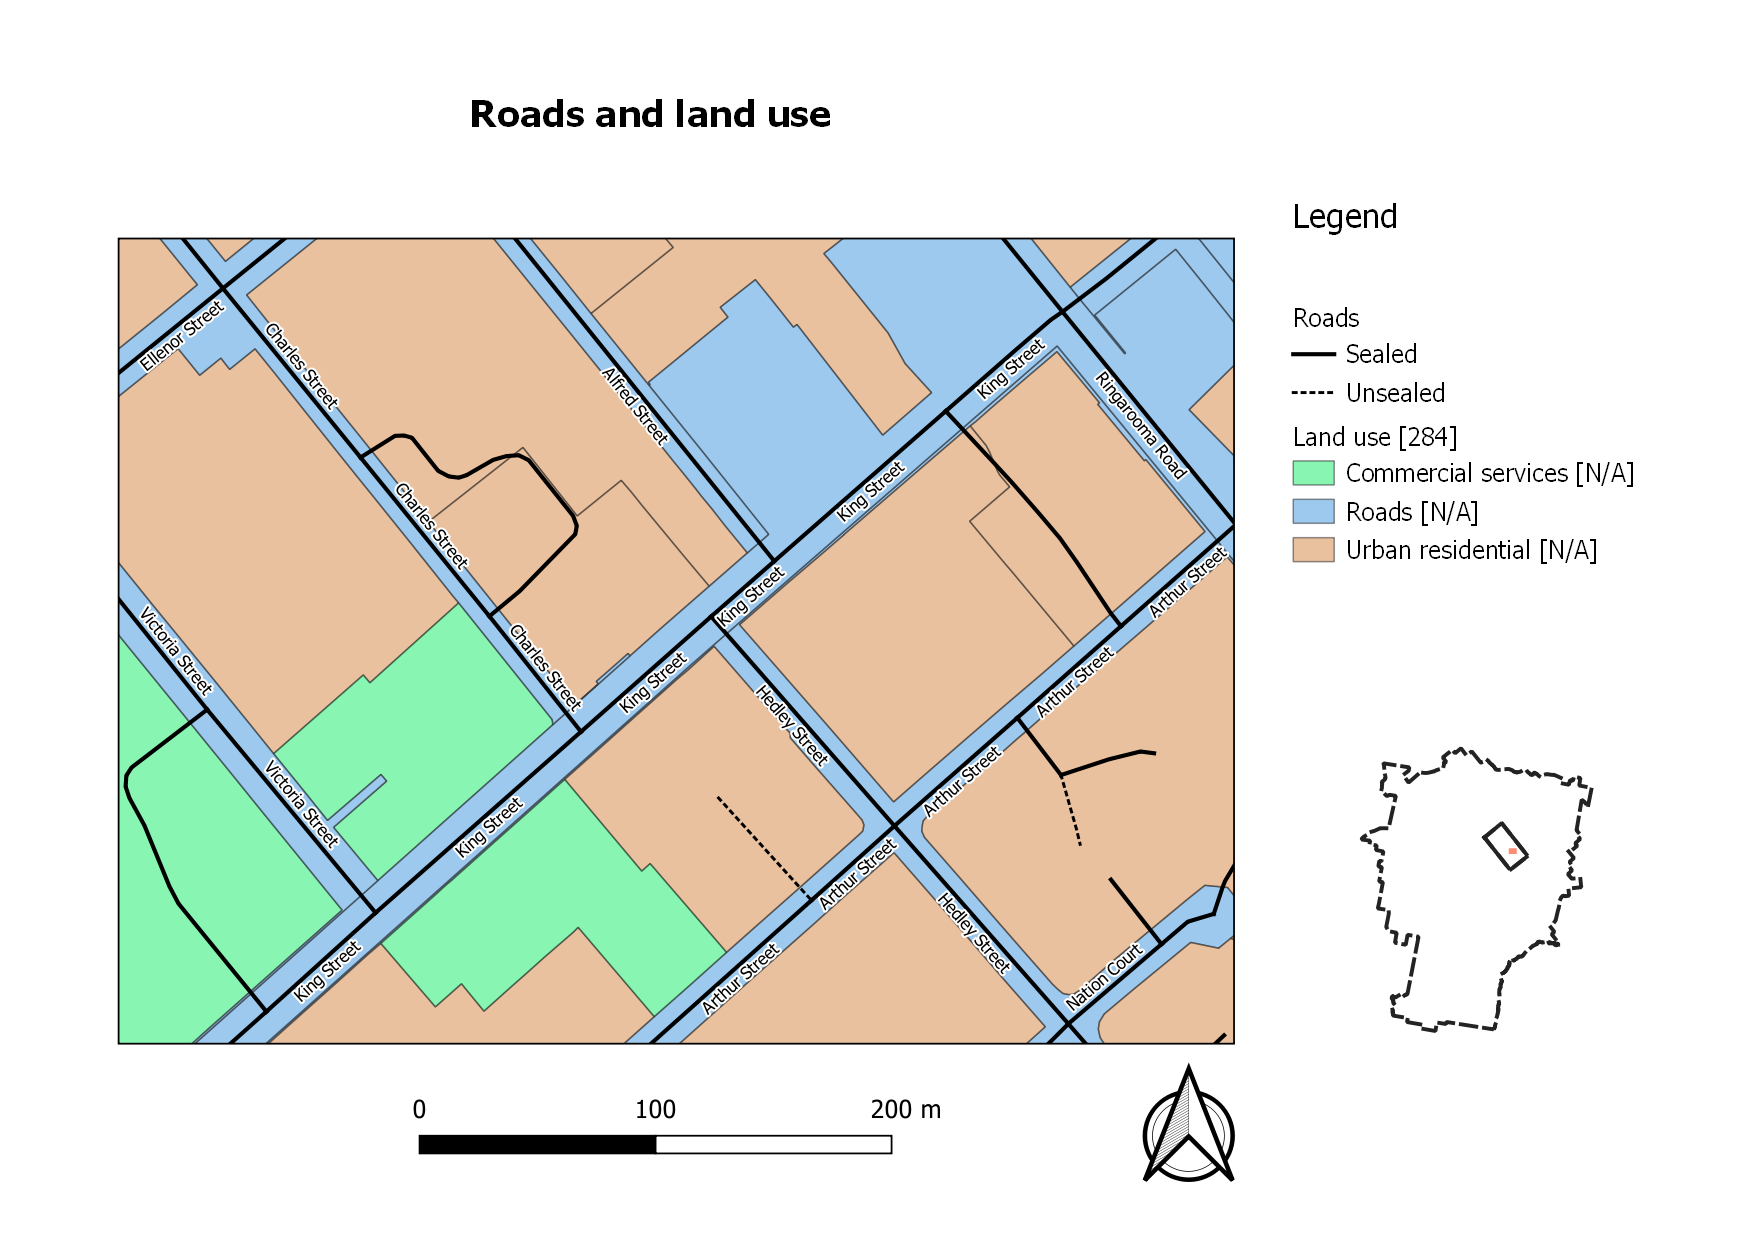 Roads and land use
Legend
Roads
Sealed
Unsealed
Land use [284]
Commercial services [N/A]
Roads [N/A]
Urban residential [N/A]
Ellenor Street
Charles Street
Alfred Street
King Street
Ringarooma Road
King Street
Charles Street
King Street
Arthur Street
Victoria Street
Charles Street
King Street
Arthur Street
Hedley Street
Victoria Street
King Street
Arthur Street
Arthur Street
King Street
Arthur Street
Hedley Street
Nation Court
0
100
200 m